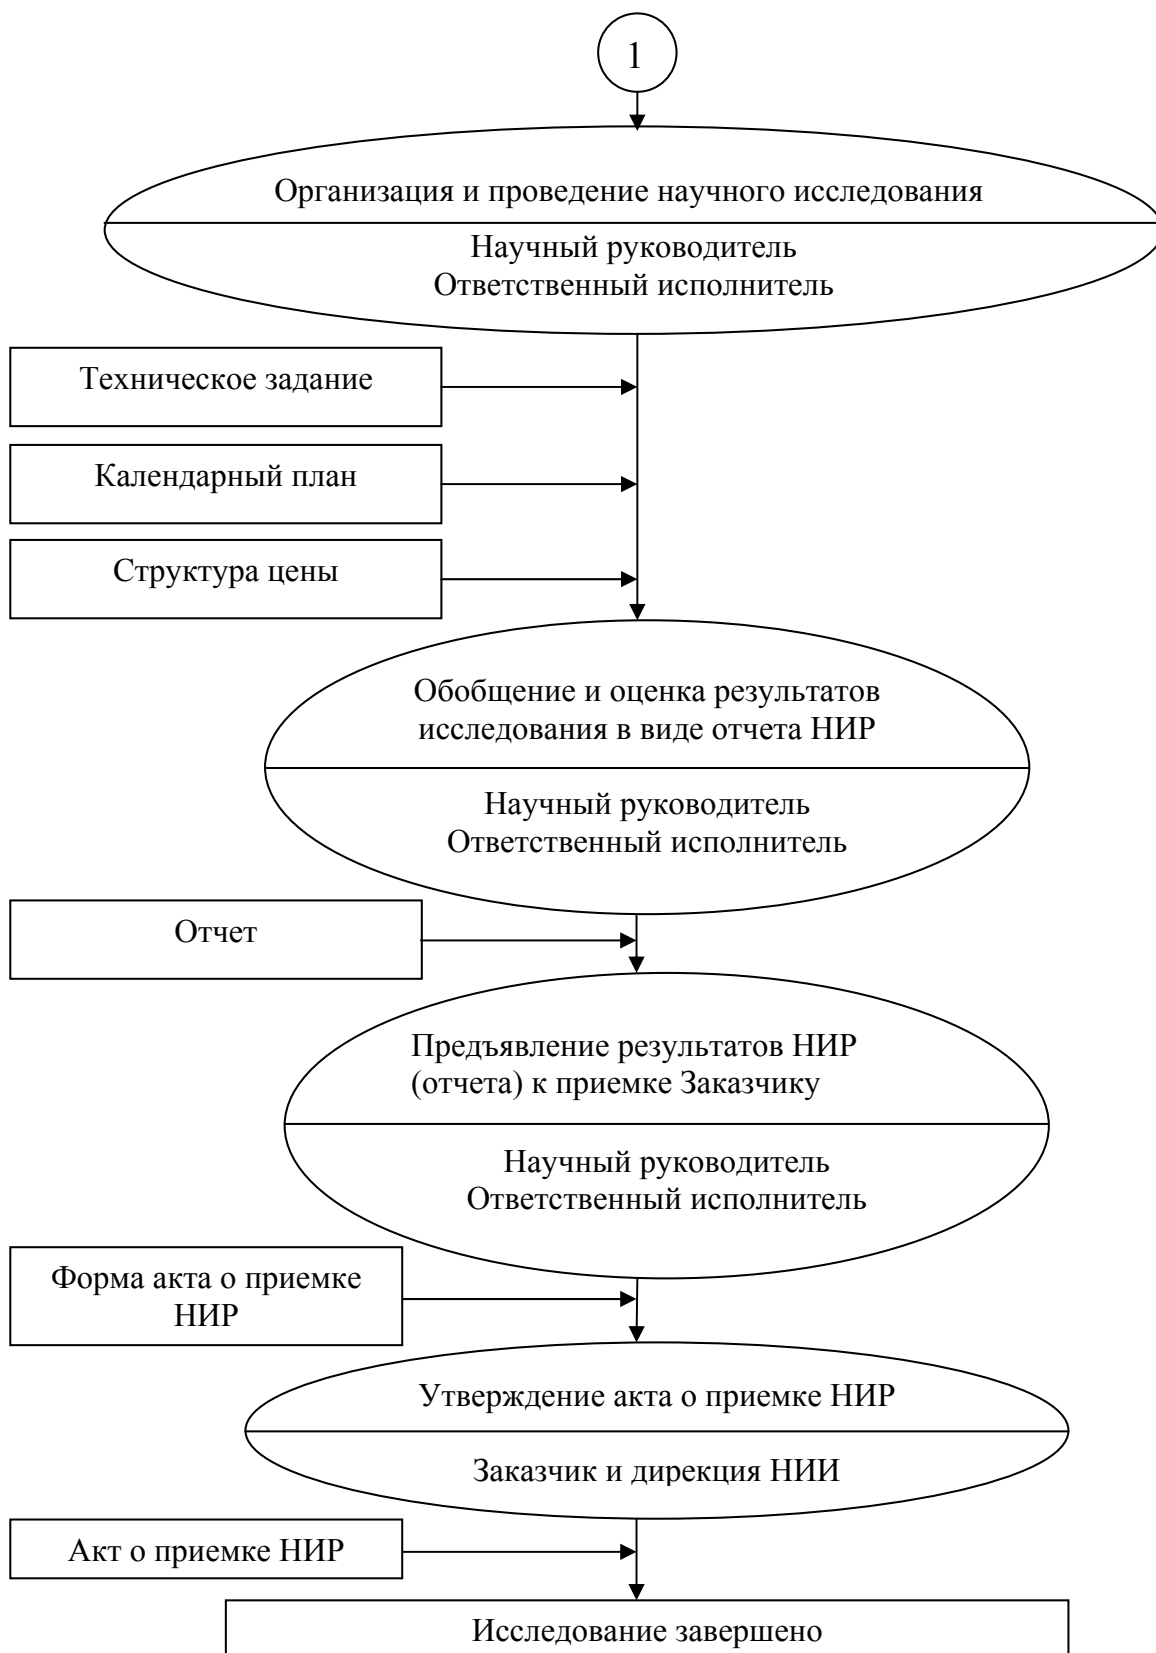 1
Организация и проведение научного исследования
Научный руководитель
Ответственный исполнитель
Техническое задание
Календарный план
Структура цены
Обобщение и оценка результатов
исследования в виде отчета НИР
Научный руководитель
Ответственный исполнитель
Отчет
Предъявление результатов НИР
(отчета) к приемке Заказчику
Научный руководитель
Ответственный исполнитель
Форма акта о приемке
НИР
Утверждение акта о приемке НИР
Заказчик и дирекция НИИ
Акт о приемке НИР
Исследование завершено